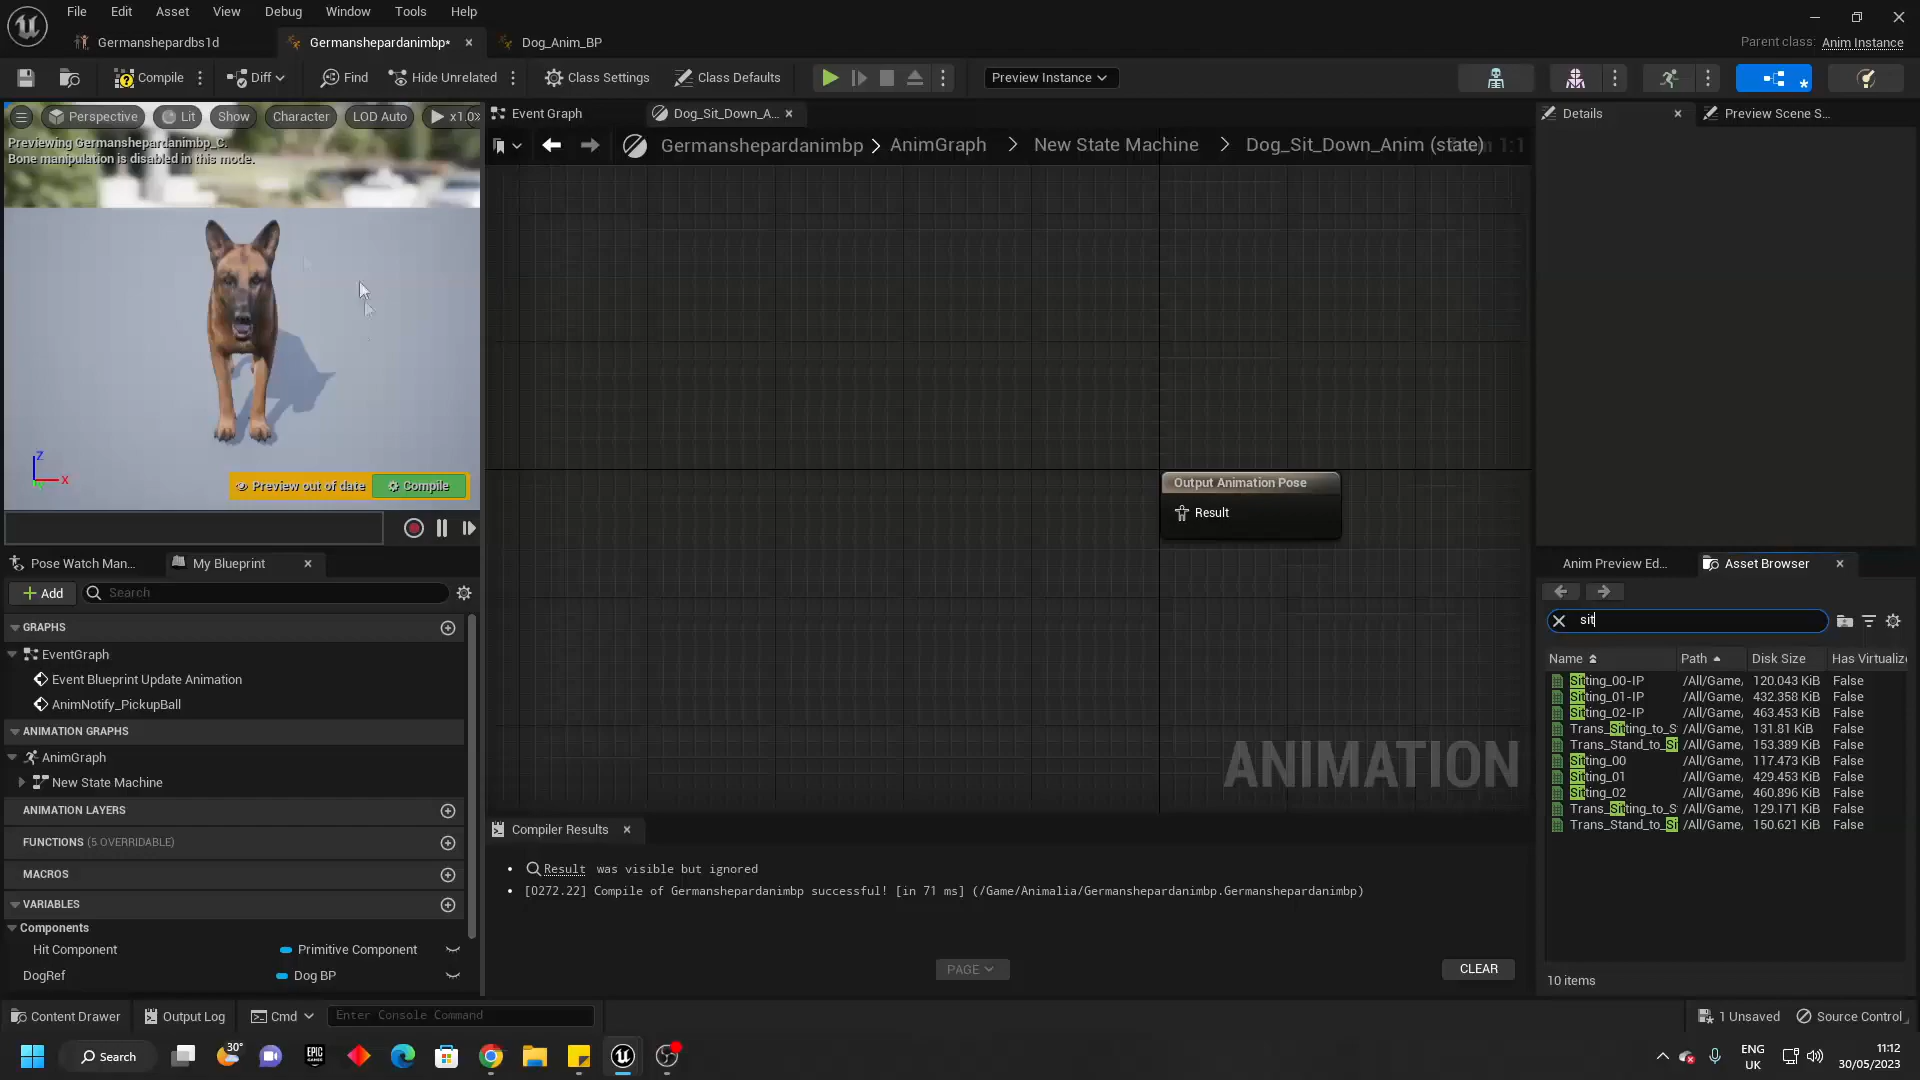 File Edit Asset View Debug Window Tools Help
Germanshepardbs1d Germanshepardanimbp* Dog_Anim_BP
Parent class: Anim Instance
Compile Diff Find Hide Unrelated Class Settings Class Defaults Preview Instance
Perspective Lit Show Character LOD Auto x1.0
Previewing Germanshepardanimbp_C.
Bone manipulation is disabled in this mode.
Z
X
Preview out of date Compile
Event Graph Dog_Sit_Down_A...
Germanshepardanimbp > AnimGraph > New State Machine > Dog_Sit_Down_Anim (state)
Output Animation Pose
Result
ANIMATION
Details Preview Scene S...
Pose Watch Man... My Blueprint
Add Search
GRAPHS
EventGraph
Event Blueprint Update Animation
AnimNotify_PickupBall
ANIMATION GRAPHS
AnimGraph
New State Machine
ANIMATION LAYERS
FUNCTIONS (5 OVERRIDABLE)
MACROS
VARIABLES
Components
Hit Component Primitive Component
DogRef Dog BP
Compiler Results
Result was visible but ignored
[0272.22] Compile of Germanshepardanimbp successful! [in 71 ms] (/Game/Animalia/Germanshepardanimbp.Germanshepardanimbp)
PAGE CLEAR
Anim Preview Ed... Asset Browser
sit
Name Path Disk Size Has Virtualiz
Sitting_00-IP /All/Game, 120.043 KiB False
Sitting_01-IP /All/Game, 432.358 KiB False
Sitting_02-IP /All/Game, 463.453 KiB False
Trans_Sitting_to_S /All/Game, 131.81 KiB False
Trans_Stand_to_Si /All/Game, 153.389 KiB False
Sitting_00 /All/Game, 117.473 KiB False
Sitting_01 /All/Game, 429.453 KiB False
Sitting_02 /All/Game, 460.896 KiB False
Trans_Sitting_to_S /All/Game, 129.171 KiB False
Trans_Stand_to_Si /All/Game, 150.621 KiB False
10 items
Content Drawer Output Log Cmd Enter Console Command 1 Unsaved Source Control
Search 30° EPIC ENG UK 11:12 30/05/2023